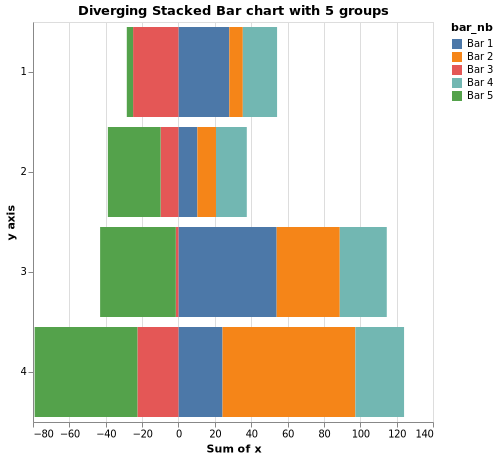 Diverging Stacked Bar chart with 5 groups
bar_nb
Bar 1
Bar 2
Bar 3
Bar 4
Bar 5
y axis
1
2
3
4
−80 −60 −40 −20 0 20 40 60 80 100 120 140
Sum of x